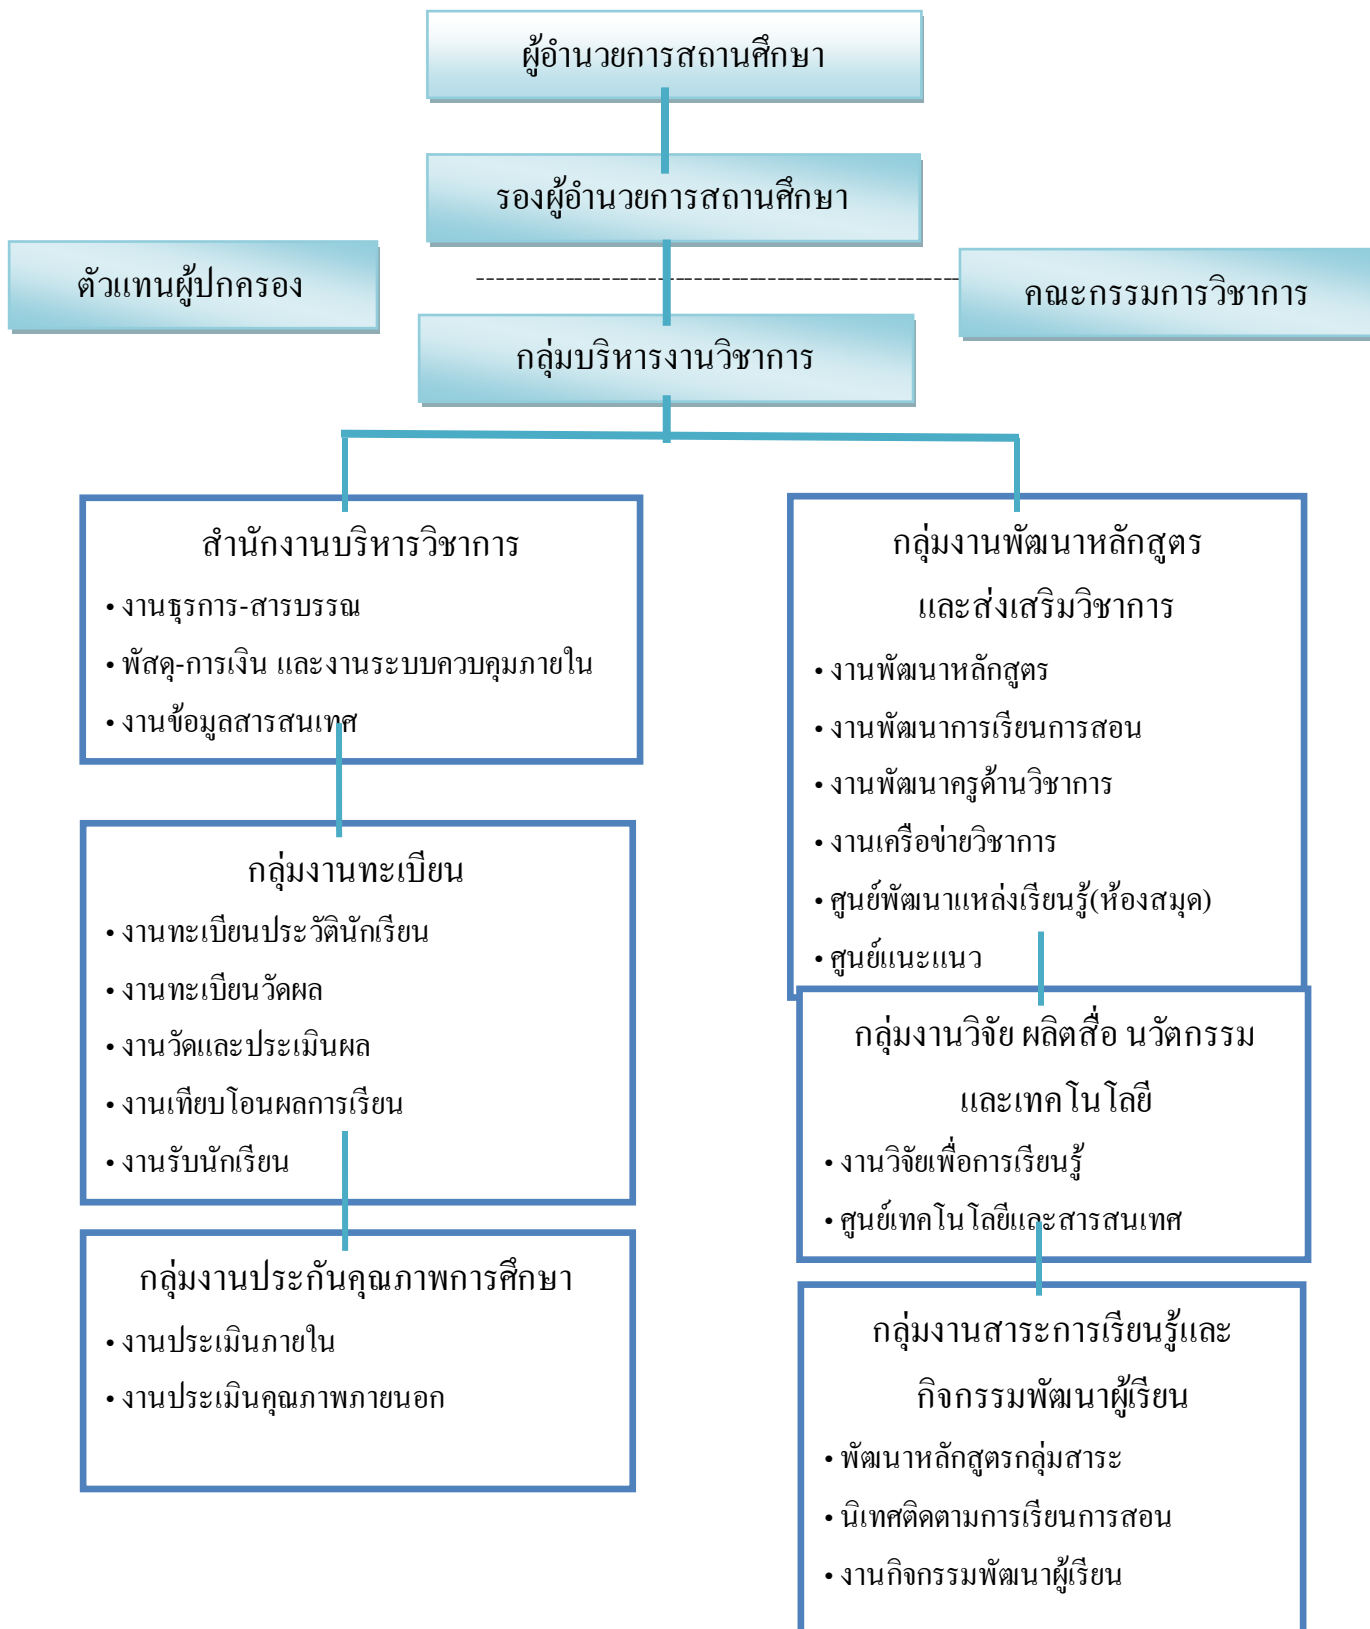 ผู้อำนวยการสถานศึกษา
รองผู้อำนวยการสถานศึกษา
ตัวแทนผู้ปกครอง
คณะกรรมการวิชาการ
กลุ่มบริหารงานวิชาการ
สำนักงานบริหารวิชาการ
• งานธุรการ-สารบรรณ
• พัสดุ-การเงิน และงานระบบควบคุมภายใน
• งานข้อมูลสารสนเทศ
กลุ่มงานทะเบียน
• งานทะเบียนประวัตินักเรียน
• งานทะเบียนวัดผล
• งานวัดและประเมินผล
• งานเทียบโอนผลการเรียน
• งานรับนักเรียน
กลุ่มงานประกันคุณภาพการศึกษา
• งานประเมินภายใน
• งานประเมินคุณภาพภายนอก
กลุ่มงานพัฒนาหลักสูตร
และส่งเสริมวิชาการ
• งานพัฒนาหลักสูตร
• งานพัฒนาการเรียนการสอน
• งานพัฒนาครูด้านวิชาการ
• งานเครือข่ายวิชาการ
• ศูนย์พัฒนาแหล่งเรียนรู้(ห้องสมุด)
• ศูนย์แนะแนว
กลุ่มงานวิจัย ผลิตสื่อ นวัตกรรม
และเทคโนโลยี
• งานวิจัยเพื่อการเรียนรู้
• ศูนย์เทคโนโลยีและสารสนเทศ
กลุ่มงานสาระการเรียนรู้และ
กิจกรรมพัฒนาผู้เรียน
• พัฒนาหลักสูตรกลุ่มสาระ
• นิเทศติดตามการเรียนการสอน
• งานกิจกรรมพัฒนาผู้เรียน